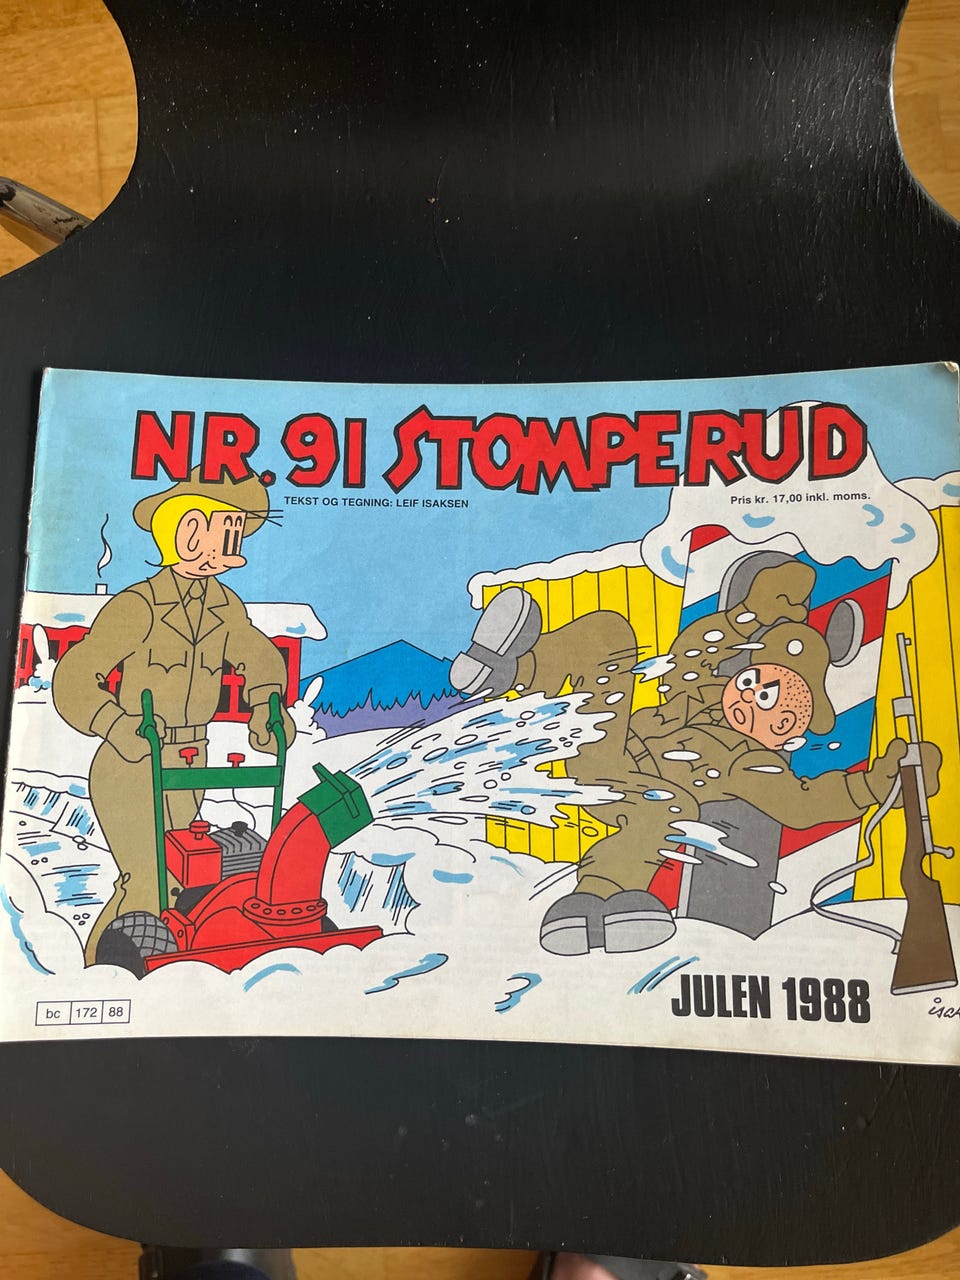 NR. 91 STOMPERUD
TEKST OG TEGNING: LEIF ISAKSEN
Pris kr. 17,00 inkl. moms.
JULEN 1988
bc 172 88